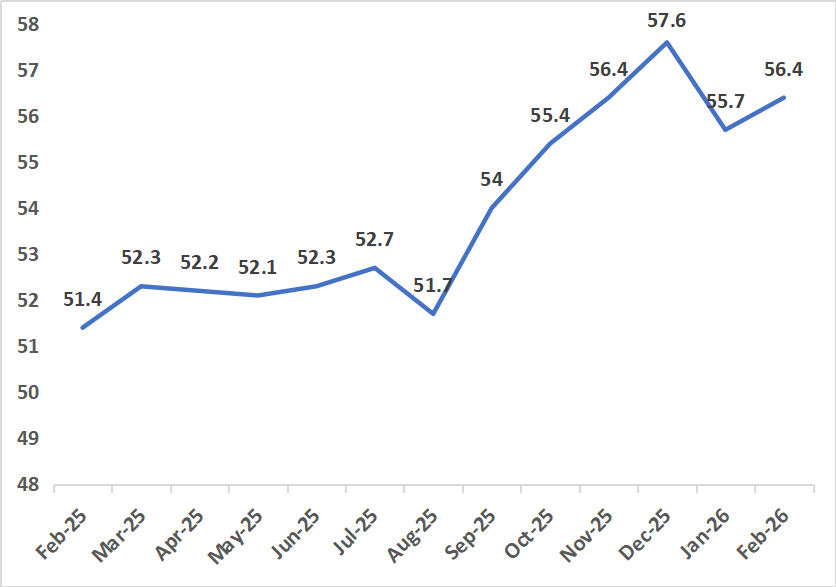 58
57
56
55
54
53
52
51
50
49
48
51.4
52.3
52.2
52.1
52.3
52.7
51.7
54
55.4
56.4
57.6
55.7
56.4
Feb-25
Mar-25
Apr-25
May-25
Jun-25
Jul-25
Aug-25
Sep-25
Oct-25
Nov-25
Dec-25
Jan-26
Feb-26